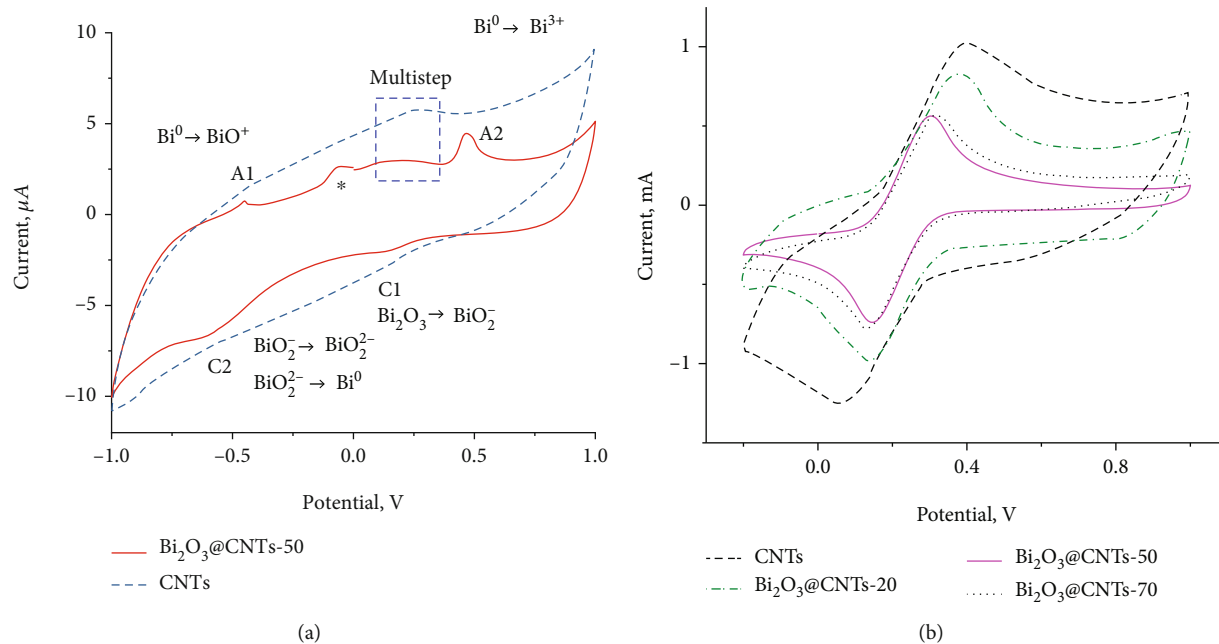 10
5
0
−5
−10
Current, μA
−1.0
−0.5
0.0
0.5
1.0
Potential, V
Bi⁰ → Bi³⁺
Multistep
Bi⁰ → BiO⁺
A1
A2
*
C1
Bi₂O₃ → BiO₂⁻
C2
BiO₂⁻ → BiO₂²⁻
BiO₂²⁻ → Bi⁰
Bi₂O₃@CNTs-50
CNTs
(a)
1
0
−1
Current, mA
0.0
0.4
0.8
Potential, V
CNTs
Bi₂O₃@CNTs-20
Bi₂O₃@CNTs-50
Bi₂O₃@CNTs-70
(b)